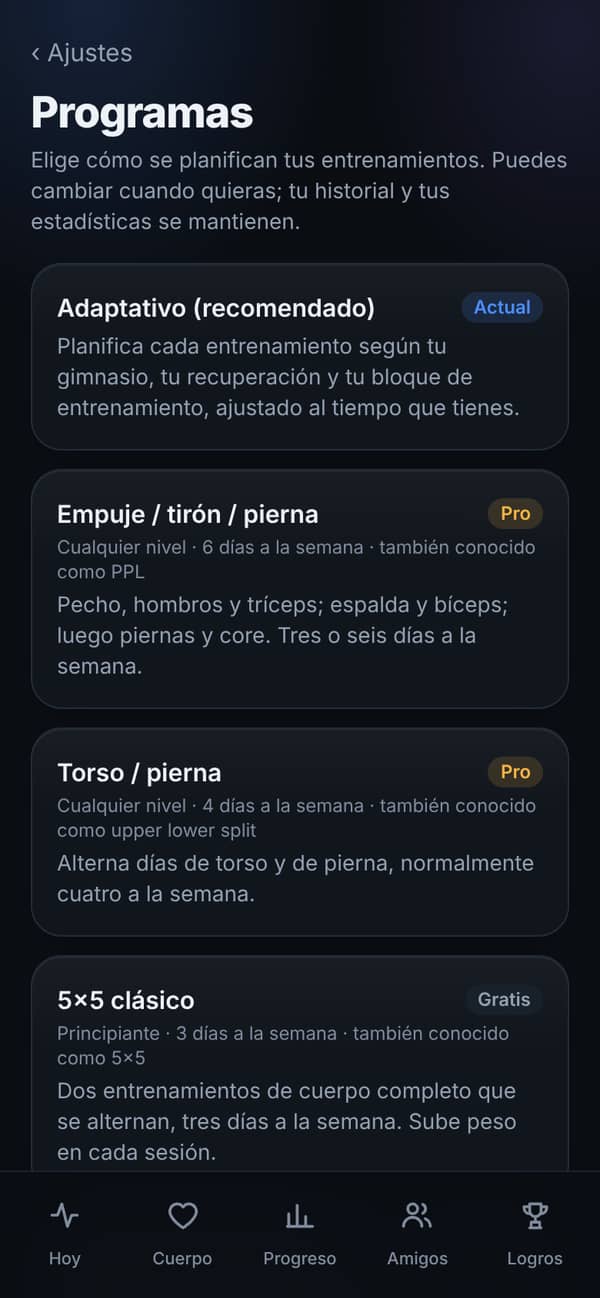 ‹ Ajustes
Programas
Elige cómo se planifican tus entrenamientos. Puedes
cambiar cuando quieras; tu historial y tus
estadísticas se mantienen.
Adaptativo (recomendado)
Actual
Planifica cada entrenamiento según tu
gimnasio, tu recuperación y tu bloque de
entrenamiento, ajustado al tiempo que tienes.
Empuje / tirón / pierna
Pro
Cualquier nivel · 6 días a la semana · también conocido
como PPL
Pecho, hombros y tríceps; espalda y bíceps;
luego piernas y core. Tres o seis días a la
semana.
Torso / pierna
Pro
Cualquier nivel · 4 días a la semana · también conocido
como upper lower split
Alterna días de torso y de pierna, normalmente
cuatro a la semana.
5×5 clásico
Gratis
Principiante · 3 días a la semana · también conocido
como 5×5
Dos entrenamientos de cuerpo completo que
se alternan, tres días a la semana. Sube peso
en cada sesión.
Hoy
Cuerpo
Progreso
Amigos
Logros